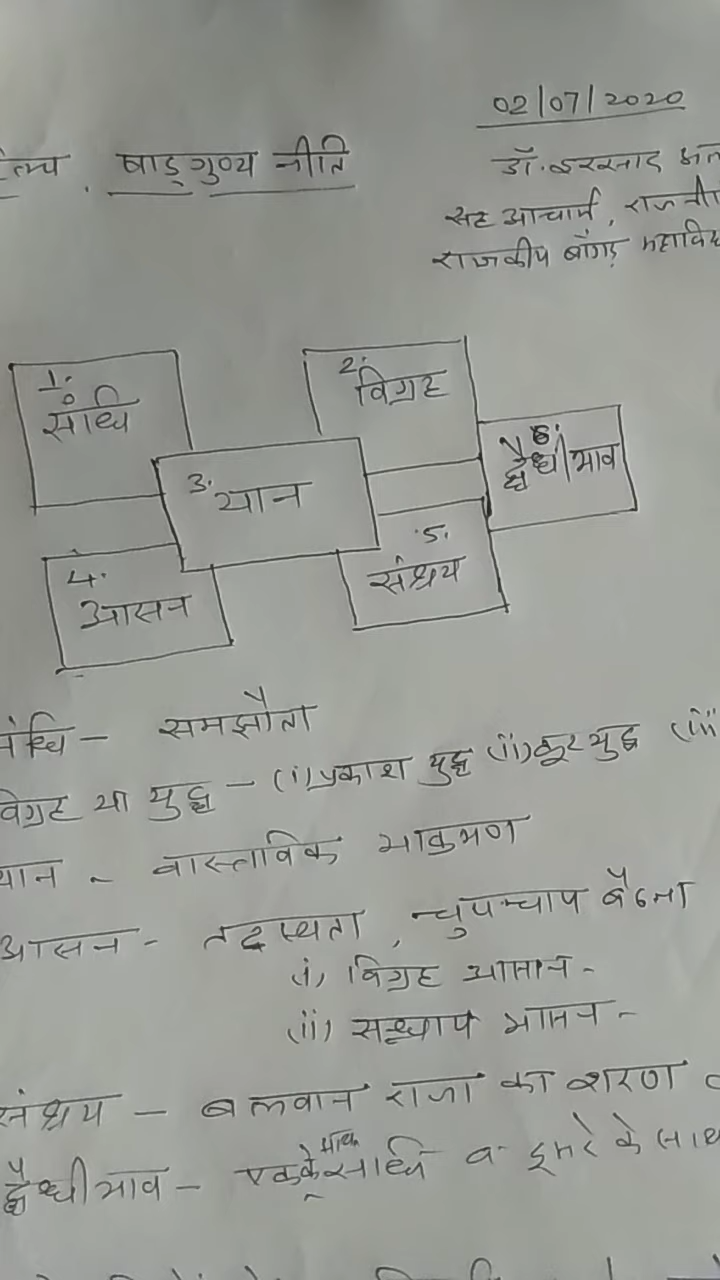 02/07/2020
षाड्गुण्य नीति
डॉ.
सह आचार्य, राजनी
राजकीय बाँगड़ महावि
1. संधि
2. विग्रह
3. यान
4. आसन
5. संश्रय
6. द्वैधीभाव
संधि - समझौता
विग्रह या युद्ध - (i) प्रकाश युद्ध (ii) कूट युद्ध (iii
यान - वास्तविक आक्रमण
आसन - तटस्थता, चुपचाप बैठना
(i) विग्रह आसन -
(ii) आसन -
संश्रय - बलवान राजा का शरण
द्वैधीभाव - एक के साथ संधि व दूसरे के साथ